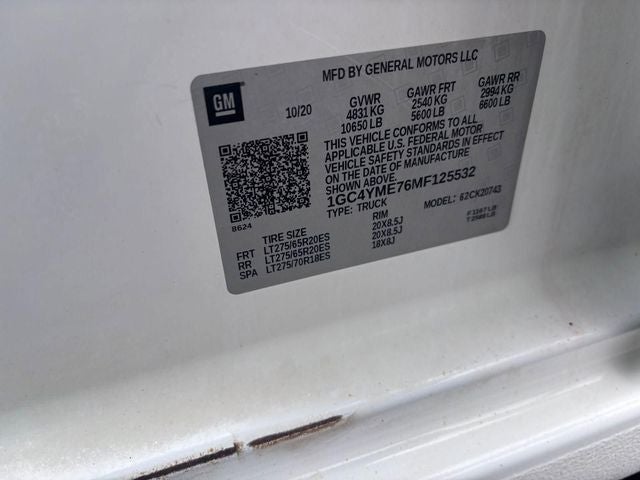 MFD BY GENERAL MOTORS LLC
GM
10/20
GVWR GAWR FRT GAWR RR
4831 KG 2540 KG 2994 KG
10650 LB 5600 LB 6600 LB
THIS VEHICLE CONFORMS TO ALL
APPLICABLE U.S. FEDERAL MOTOR
VEHICLE SAFETY STANDARDS IN EFFECT
ON THE DATE OF MANUFACTURE
SHOWN ABOVE.
1GC4YME76MF125532
TYPE: TRUCK MODEL: 62CK20743
8624
TIRE SIZE RIM
FRT LT275/65R20ES 20X8.5J
RR LT275/65R20ES 20X8.5J
SPA LT275/70R18ES 18X8J